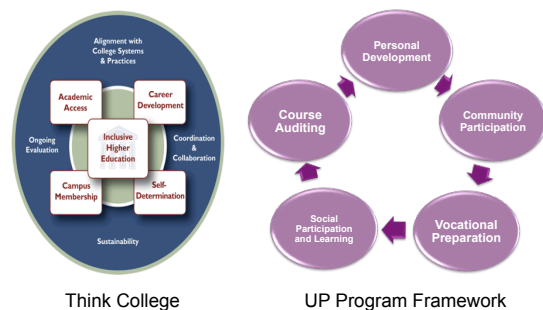 Alignment with
College Systems
& Practices
Academic
Access
Career
Development
Ongoing
Evaluation
Inclusive
Higher
Education
Coordination
&
Collaboration
Campus
Membership
Self-
Determination
Sustainability
Think College
Personal
Development
Community
Participation
Vocational
Preparation
Social
Participation
and Learning
Course
Auditing
UP Program Framework